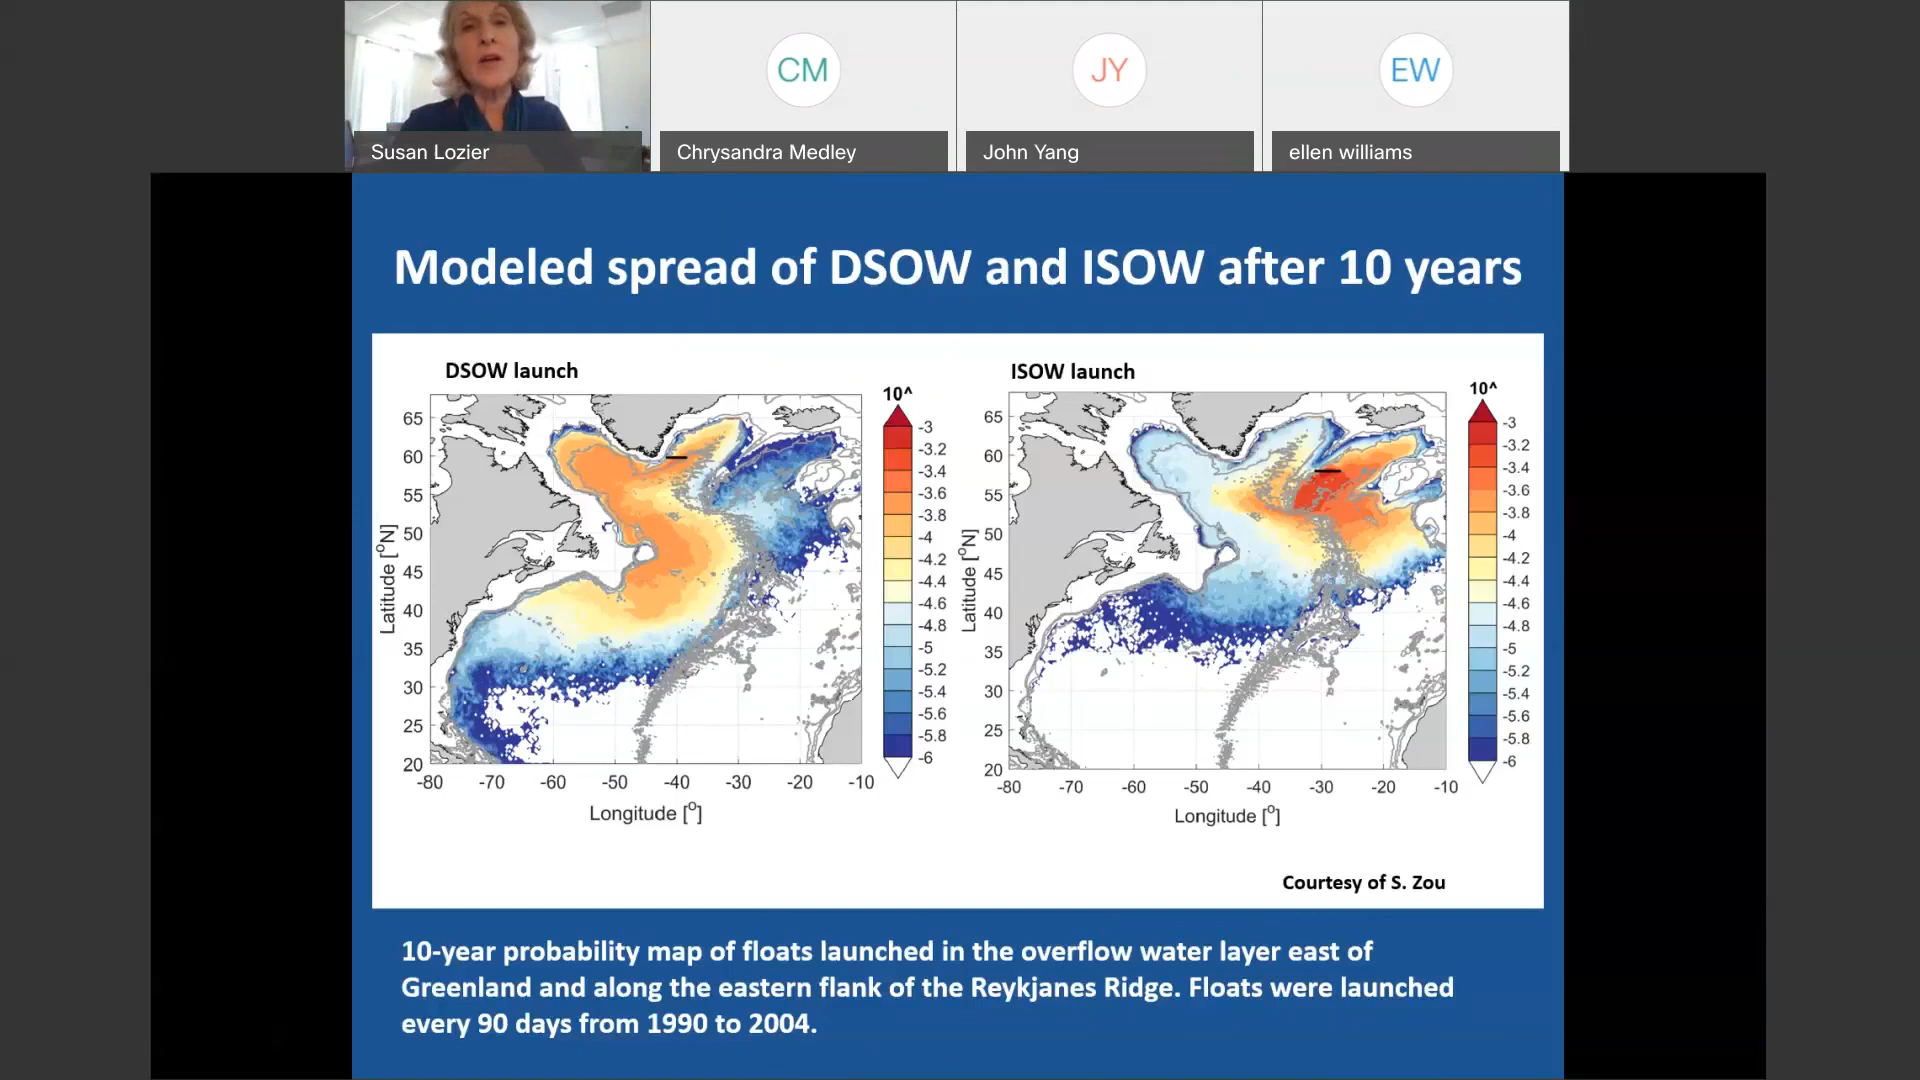 Susan Lozier
CM
Chrysandra Medley
JY
John Yang
EW
ellen williams
Modeled spread of DSOW and ISOW after 10 years
DSOW launch
10^
65
60
55
50
45
40
35
30
25
20
Latitude [°N]
-80 -70 -60 -50 -40 -30 -20 -10
Longitude [°]
-3
-3.2
-3.4
-3.6
-3.8
-4
-4.2
-4.4
-4.6
-4.8
-5
-5.2
-5.4
-5.6
-5.8
-6
ISOW launch
10^
65
60
55
50
45
40
35
30
25
20
Latitude [°N]
-80 -70 -60 -50 -40 -30 -20 -10
Longitude [°]
-3
-3.2
-3.4
-3.6
-3.8
-4
-4.2
-4.4
-4.6
-4.8
-5
-5.2
-5.4
-5.6
-5.8
-6
Courtesy of S. Zou
10-year probability map of floats launched in the overflow water layer east of
Greenland and along the eastern flank of the Reykjanes Ridge. Floats were launched
every 90 days from 1990 to 2004.